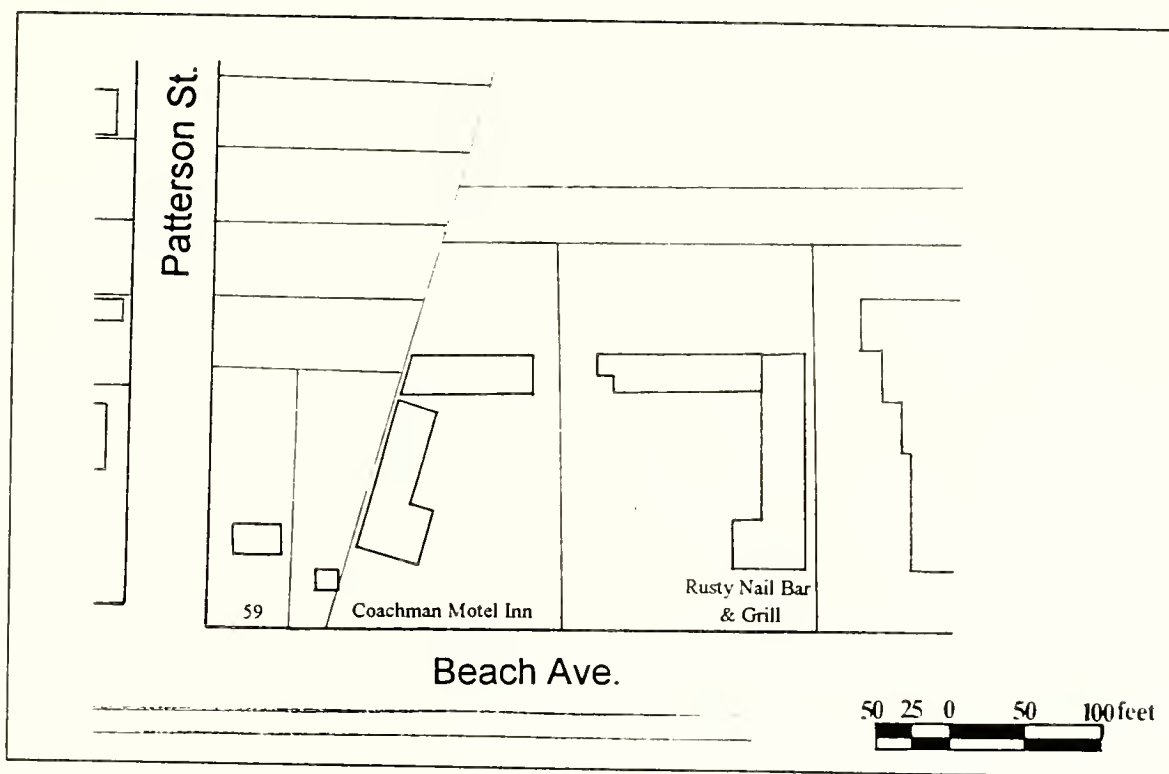 Patterson St.
59
Coachman Motel Inn
Rusty Nail Bar
& Grill
Beach Ave.
50 25 0 50 100 feet